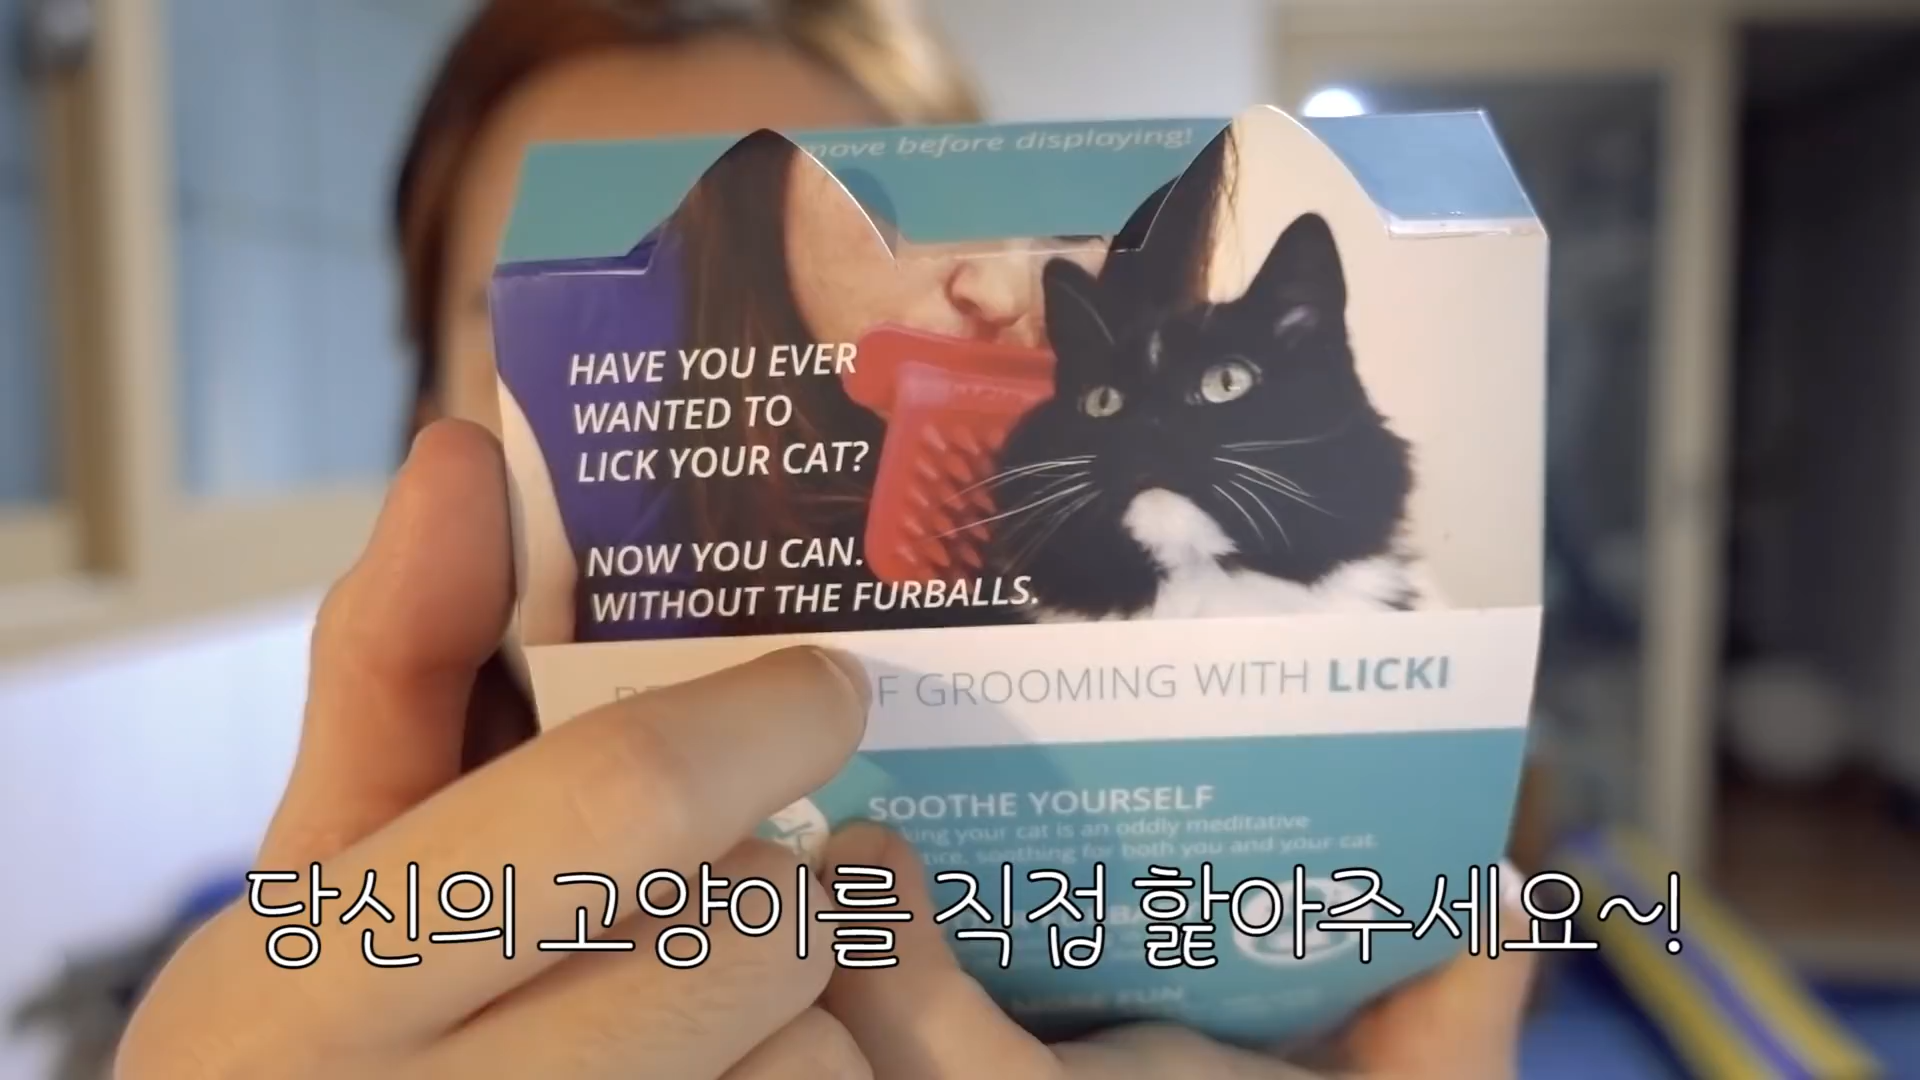 before displaying!
HAVE YOU EVER
WANTED TO
LICK YOUR CAT?
NOW YOU CAN.
WITHOUT THE FURBALLS.
GROOMING WITH LICKI
SOOTHE YOURSELF
your cat is an oddly meditative
soothing for both you and your cat.
당신의 고양이를 직접 핥아주세요~!
MORE FUN